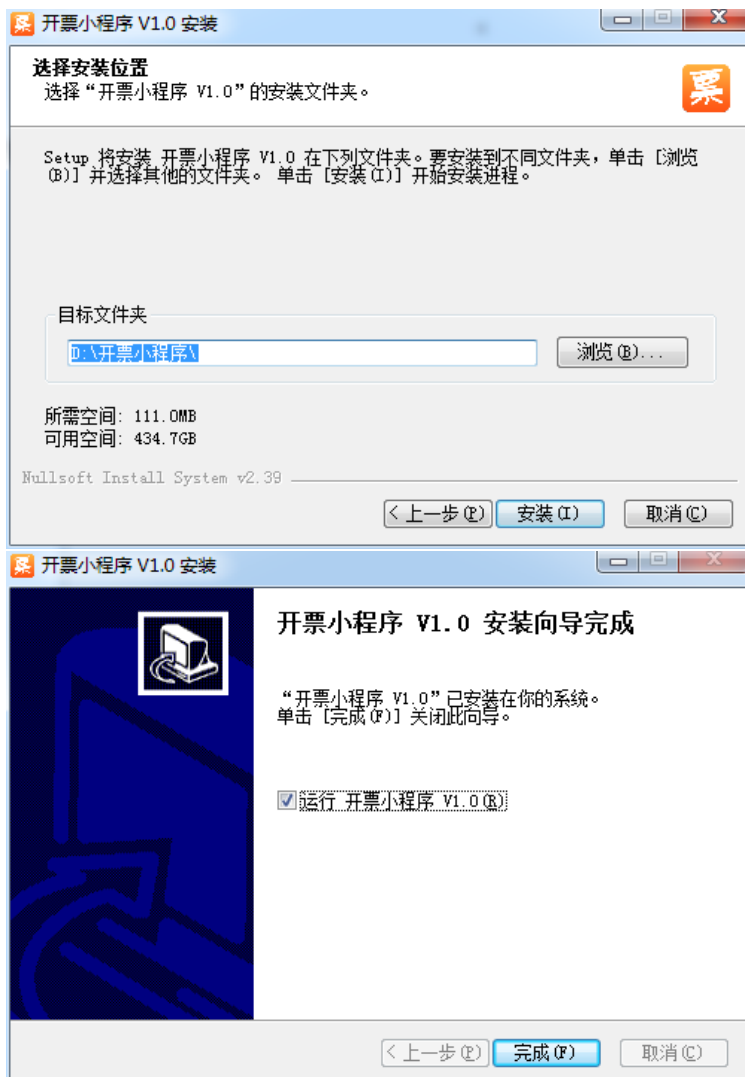 开票小程序 V1.0 安装
选择安装位置
选择“开票小程序 V1.0”的安装文件夹。
票
Setup 将安装 开票小程序 V1.0 在下列文件夹。要安装到不同文件夹，单击 [浏览
(B)] 并选择其他的文件夹。 单击 [安装(I)] 开始安装进程。
目标文件夹
D:\开票小程序\
浏览(B)...
所需空间: 111.0MB
可用空间: 434.7GB
Nullsoft Install System v2.39
< 上一步(P)
安装(I)
取消(C)
开票小程序 V1.0 安装
开票小程序 V1.0 安装向导完成
“开票小程序 V1.0”已安装在你的系统。
单击 [完成(F)] 关闭此向导。
运行 开票小程序 V1.0(R)
< 上一步(P)
完成(F)
取消(C)